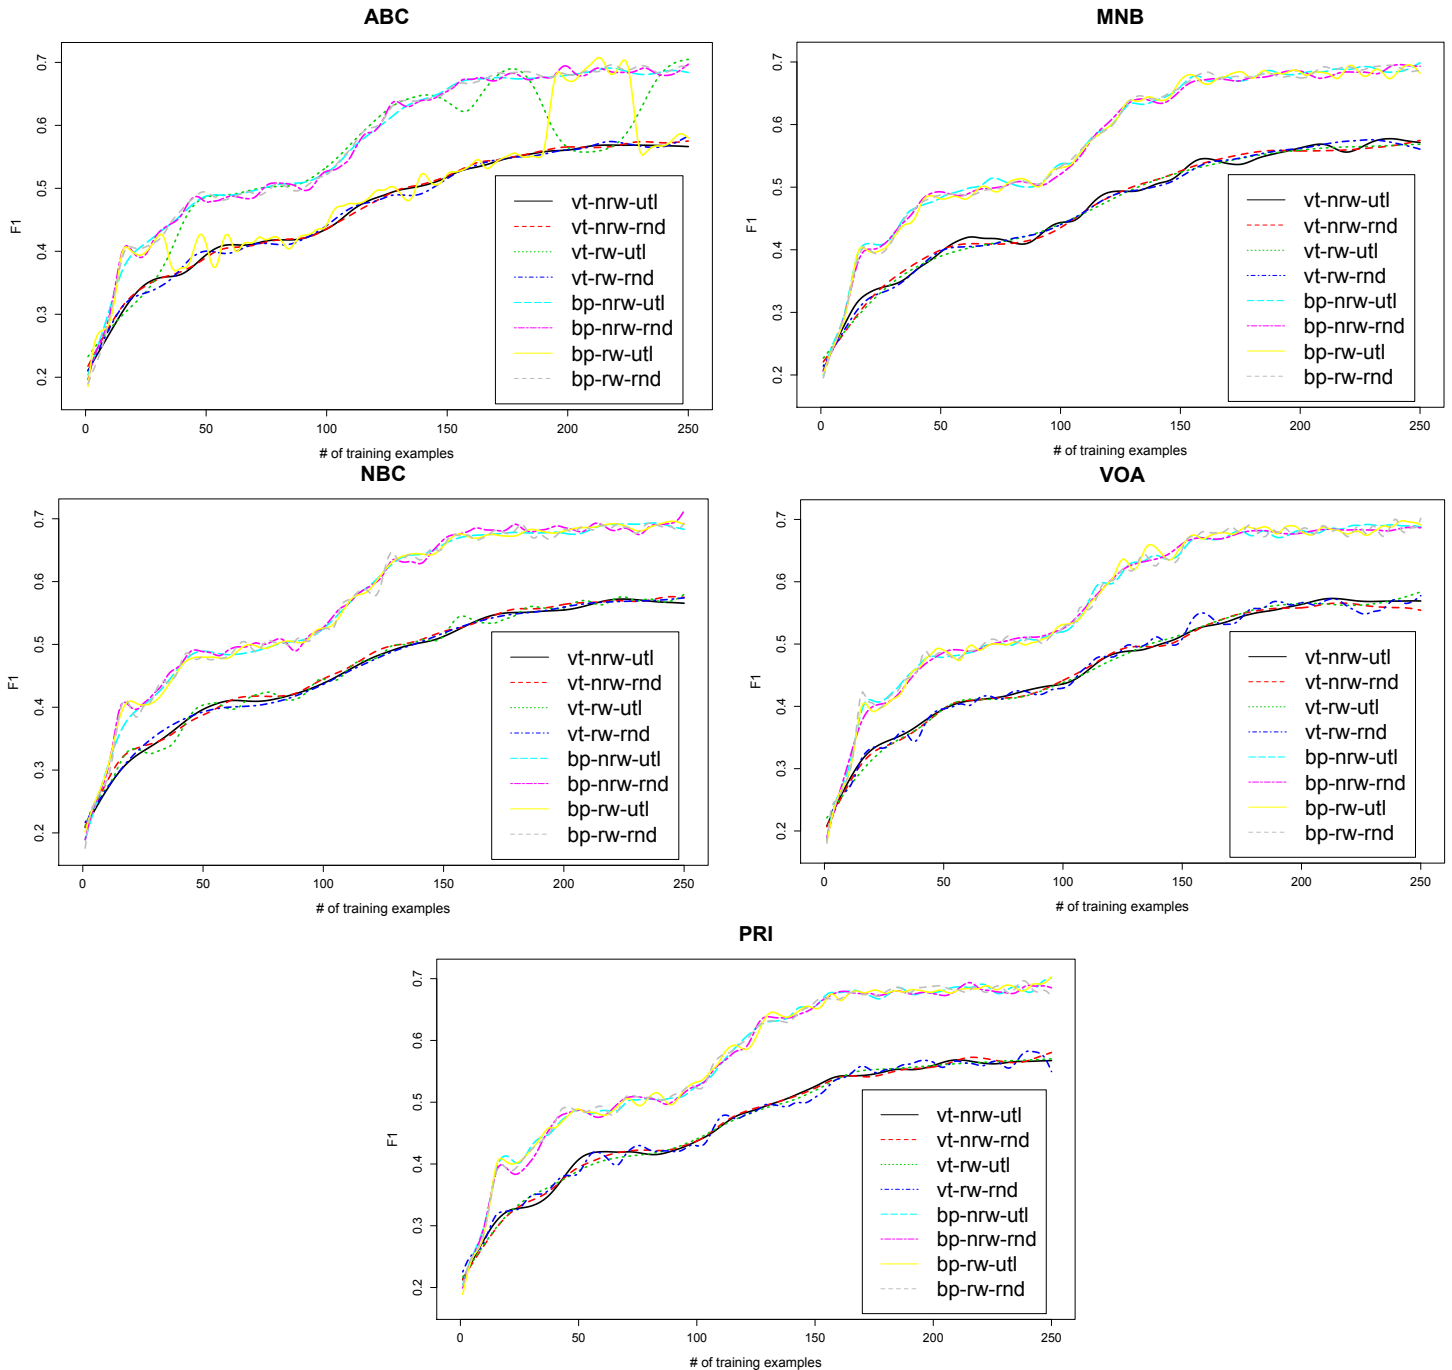 ABC
F1
0.7
0.6
0.5
0.4
0.3
0.2
vt-nrw-utl
vt-nrw-rnd
vt-rw-utl
vt-rw-rnd
bp-nrw-utl
bp-nrw-rnd
bp-rw-utl
bp-rw-rnd
0 50 100 150 200 250
# of training examples
MNB
F1
0.7
0.6
0.5
0.4
0.3
0.2
vt-nrw-utl
vt-nrw-rnd
vt-rw-utl
vt-rw-rnd
bp-nrw-utl
bp-nrw-rnd
bp-rw-utl
bp-rw-rnd
0 50 100 150 200 250
# of training examples
NBC
F1
0.7
0.6
0.5
0.4
0.3
0.2
vt-nrw-utl
vt-nrw-rnd
vt-rw-utl
vt-rw-rnd
bp-nrw-utl
bp-nrw-rnd
bp-rw-utl
bp-rw-rnd
0 50 100 150 200 250
# of training examples
VOA
F1
0.7
0.6
0.5
0.4
0.3
0.2
vt-nrw-utl
vt-nrw-rnd
vt-rw-utl
vt-rw-rnd
bp-nrw-utl
bp-nrw-rnd
bp-rw-utl
bp-rw-rnd
0 50 100 150 200 250
# of training examples
PRI
F1
0.7
0.6
0.5
0.4
0.3
0.2
vt-nrw-utl
vt-nrw-rnd
vt-rw-utl
vt-rw-rnd
bp-nrw-utl
bp-nrw-rnd
bp-rw-utl
bp-rw-rnd
0 50 100 150 200 250
# of training examples